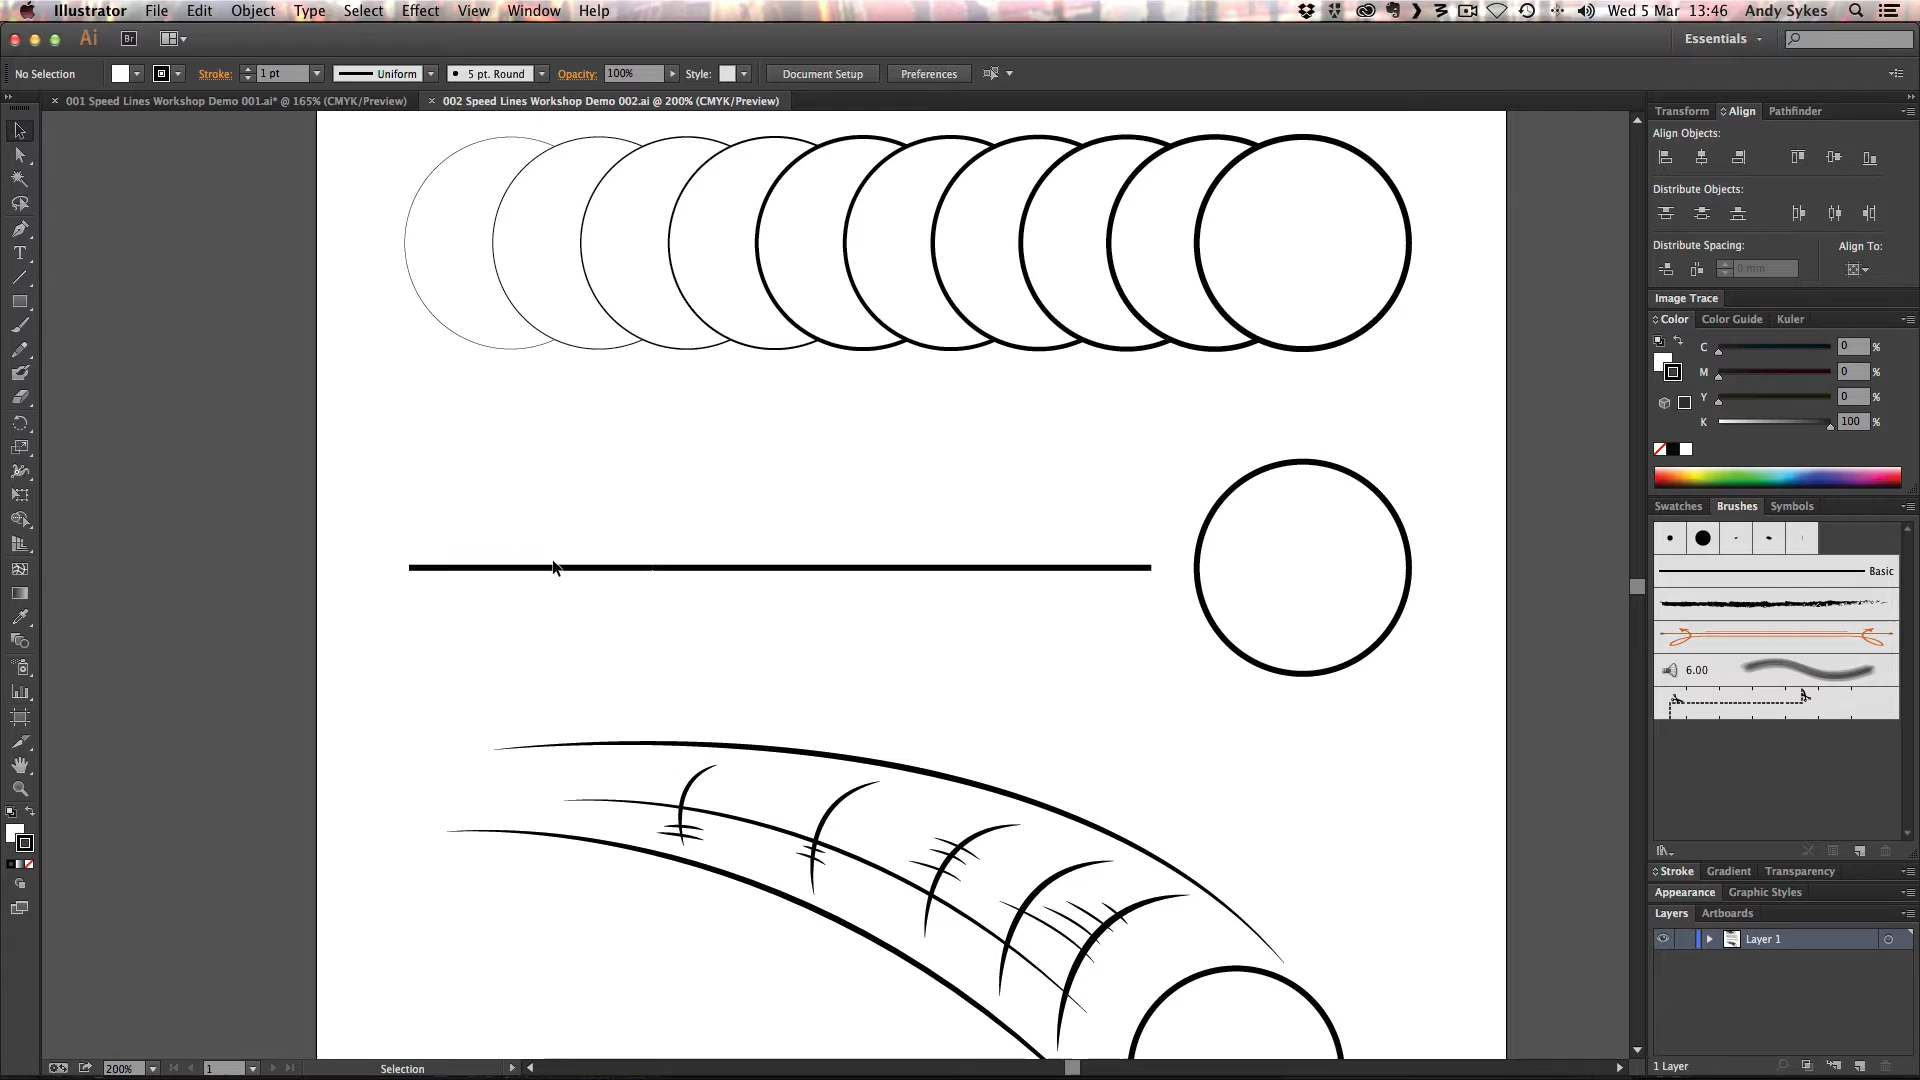 Illustrator File Edit Object Type Select Effect View Window Help Wed 5 Mar 13:46 Andy Sykes
Ai Br Essentials
No Selection Stroke: 1 pt Uniform 5 pt. Round Opacity: 100% Style: Document Setup Preferences
001 Speed Lines Workshop Demo 001.ai* @ 165% (CMYK/Preview) 002 Speed Lines Workshop Demo 002.ai @ 200% (CMYK/Preview)
Transform Align Pathfinder
Align Objects:
Distribute Objects:
Distribute Spacing: Align To:
0 mm
Image Trace
Color Color Guide Kuler
C 0 %
M 0 %
Y 0 %
K 100 %
Swatches Brushes Symbols
Basic
6.00
Stroke Gradient Transparency
Appearance Graphic Styles
Layers Artboards
Layer 1
200% 1 Selection 1 Layer